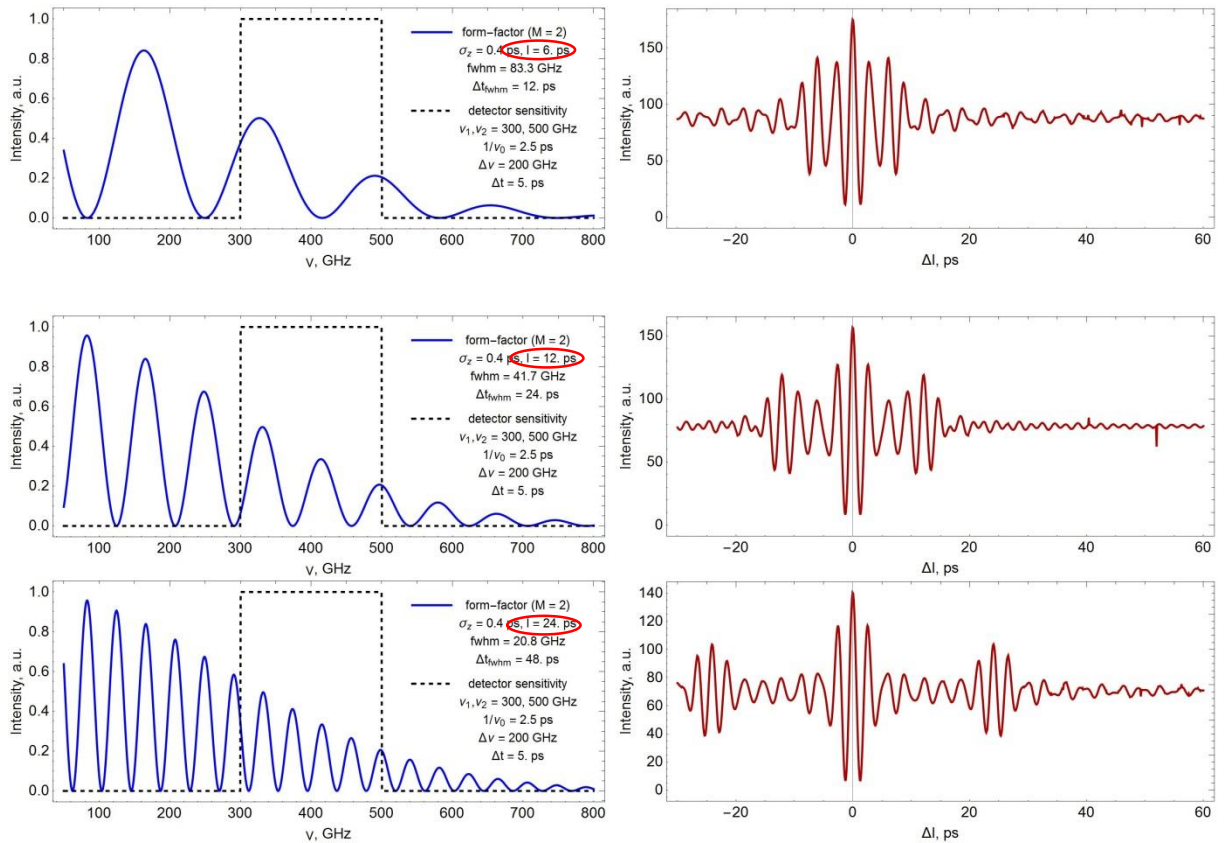 1.0
0.8
0.6
0.4
0.2
0.0
Intensity, a.u.
form-factor (M = 2)
σz = 0.4 ps, l = 6. ps
fwhm = 83.3 GHz
Δtfwhm = 12. ps
detector sensitivity
ν1,ν2 = 300, 500 GHz
1/ν0 = 2.5 ps
Δν = 200 GHz
Δt = 5. ps
100 200 300 400 500 600 700 800
ν, GHz
150
100
50
0
Intensity, a.u.
−20 0 20 40 60
Δl, ps
1.0
0.8
0.6
0.4
0.2
0.0
Intensity, a.u.
form-factor (M = 2)
σz = 0.4 ps, l = 12. ps
fwhm = 41.7 GHz
Δtfwhm = 24. ps
detector sensitivity
ν1,ν2 = 300, 500 GHz
1/ν0 = 2.5 ps
Δν = 200 GHz
Δt = 5. ps
100 200 300 400 500 600 700 800
ν, GHz
150
100
50
0
Intensity, a.u.
−20 0 20 40 60
Δl, ps
1.0
0.8
0.6
0.4
0.2
0.0
Intensity, a.u.
form-factor (M = 2)
σz = 0.4 ps, l = 24. ps
fwhm = 20.8 GHz
Δtfwhm = 48. ps
detector sensitivity
ν1,ν2 = 300, 500 GHz
1/ν0 = 2.5 ps
Δν = 200 GHz
Δt = 5. ps
100 200 300 400 500 600 700 800
ν, GHz
140
120
100
80
60
40
20
0
Intensity, a.u.
−20 0 20 40 60
Δl, ps